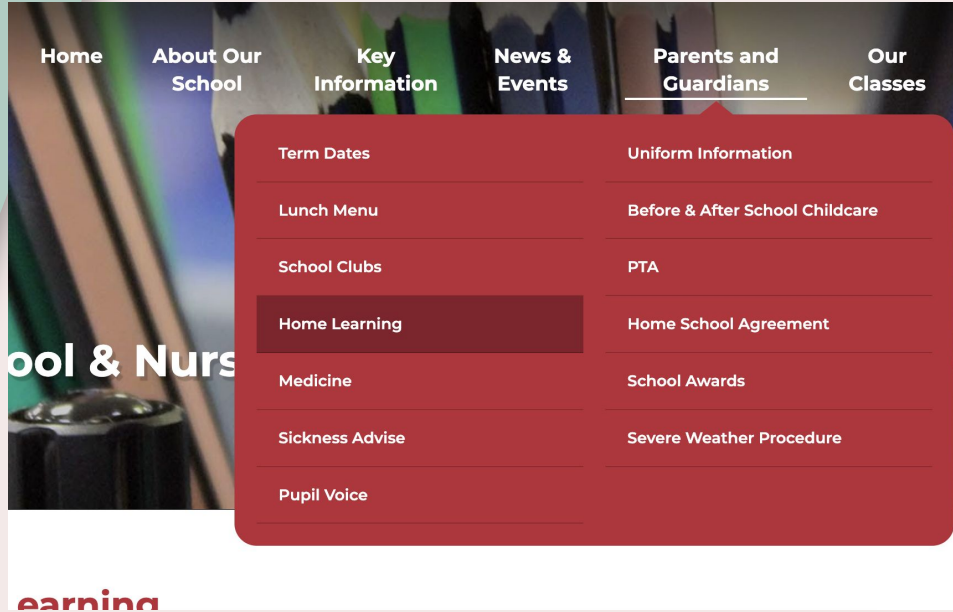 Home
About Our School
Key Information
News & Events
Parents and Guardians
Our Classes
Term Dates
Lunch Menu
School Clubs
Home Learning
Medicine
Sickness Advise
Pupil Voice
Uniform Information
Before & After School Childcare
PTA
Home School Agreement
School Awards
Severe Weather Procedure
ool & Nurs
earning